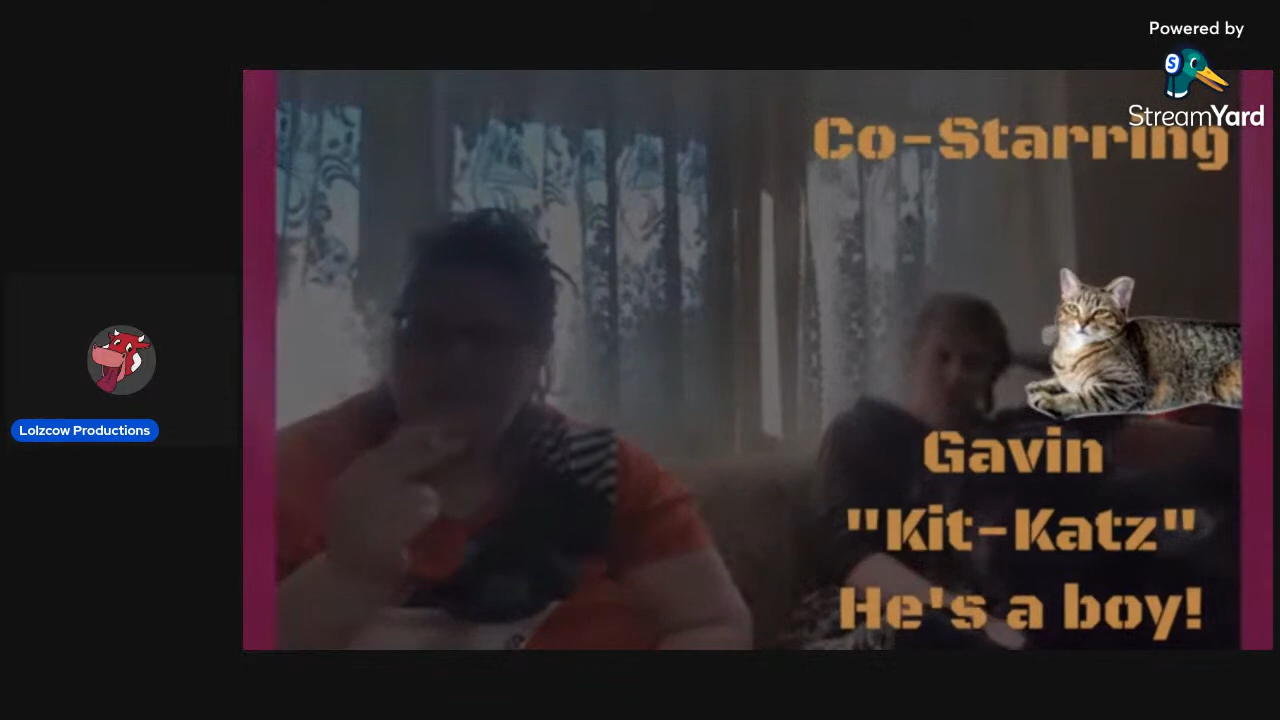 Powered by
StreamYard
Co-Starring
Lolzcow Productions
Gavin
"Kit-Katz"
He's a boy!